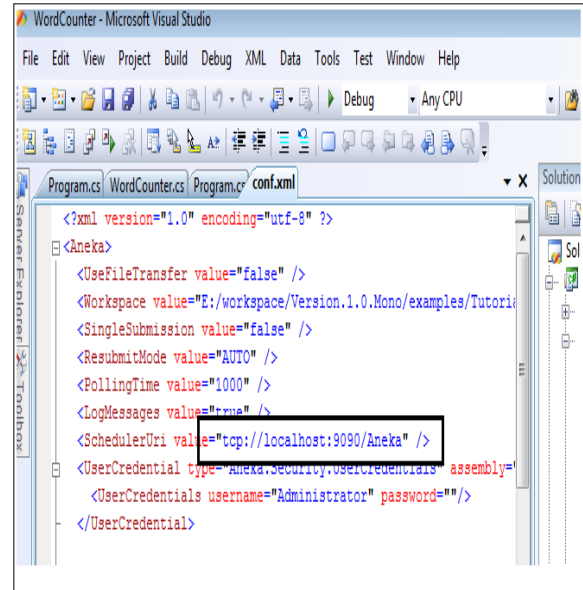 WordCounter - Microsoft Visual Studio
File Edit View Project Build Debug XML Data Tools Test Window Help
Debug Any CPU
Program.cs WordCounter.cs Program.cs conf.xml
Solution
Server Explorer
Toolbox
Sol
<?xml version="1.0" encoding="utf-8" ?>
<Aneka>
<UseFileTransfer value="false" />
<Workspace value="E:/workspace/Version.1.0.Mono/examples/Tutoria
<SingleSubmission value="false" />
<ResubmitMode value="AUTO" />
<PollingTime value="1000" />
<LogMessages value="true" />
<SchedulerUri value="tcp://localhost:9090/Aneka" />
<UserCredential type="Aneka.Security.UserCredentials" assembly="
<UserCredentials username="Administrator" password=""/>
</UserCredential>